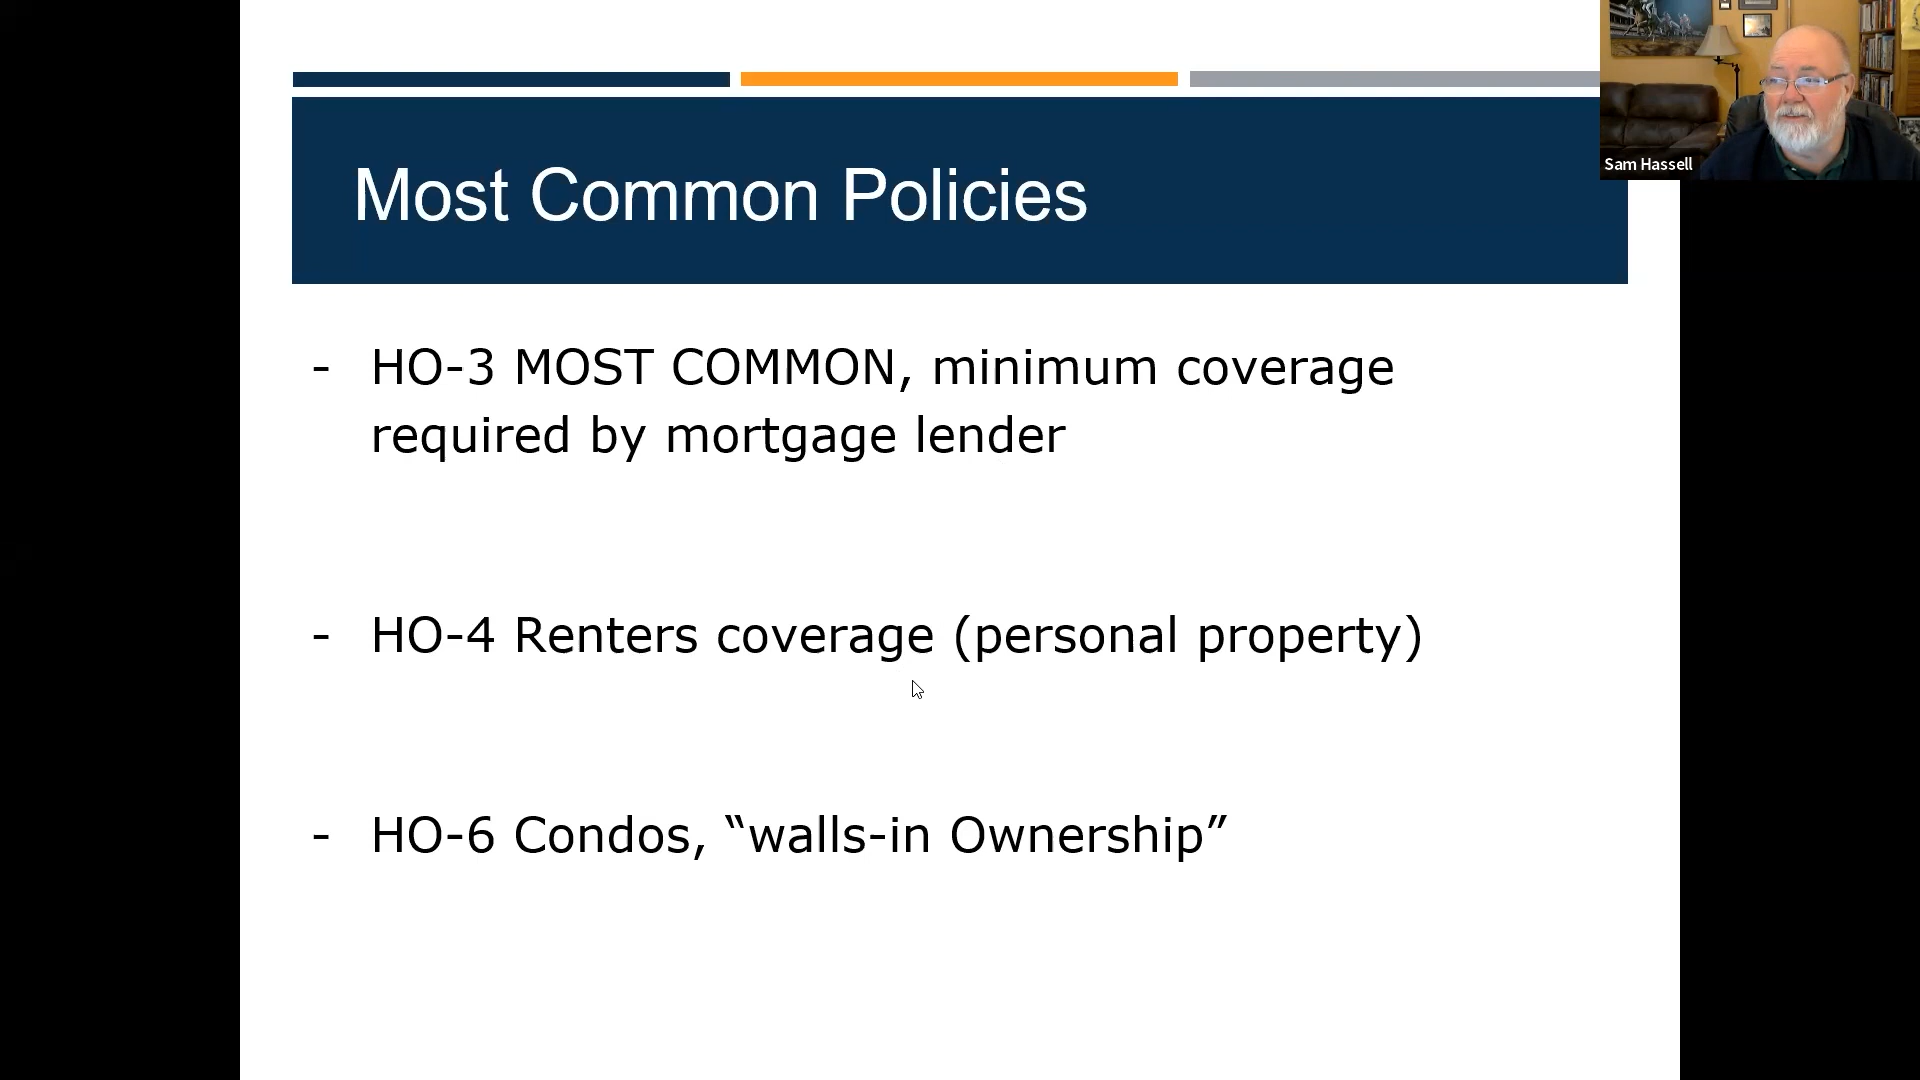 Most Common Policies
Sam Hassell
- HO-3 MOST COMMON, minimum coverage
required by mortgage lender
- HO-4 Renters coverage (personal property)
- HO-6 Condos, “walls-in Ownership”